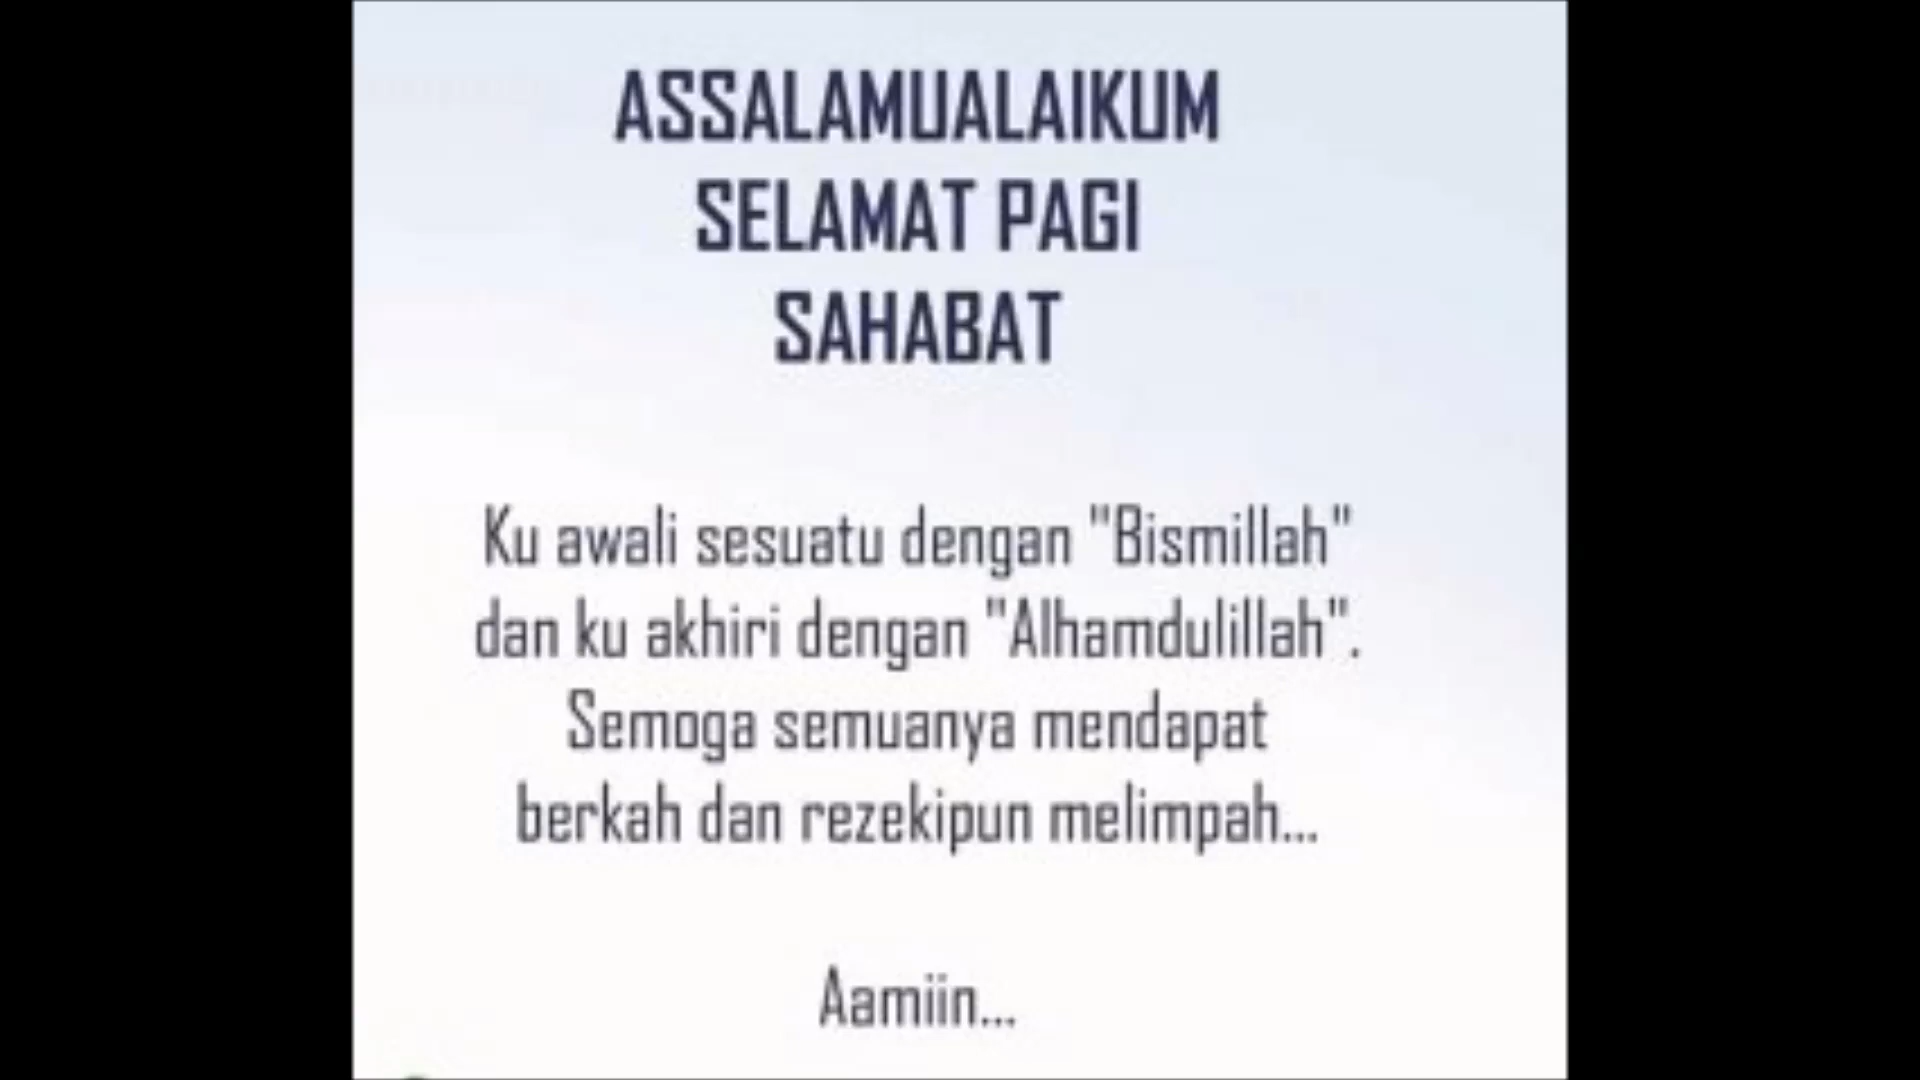 ASSALAMUALAIKUM
SELAMAT PAGI
SAHABAT
Ku awali sesuatu dengan "Bismillah"
dan ku akhiri dengan "Alhamdulillah".
Semoga semuanya mendapat
berkah dan rezekipun melimpah...
Aamiin...